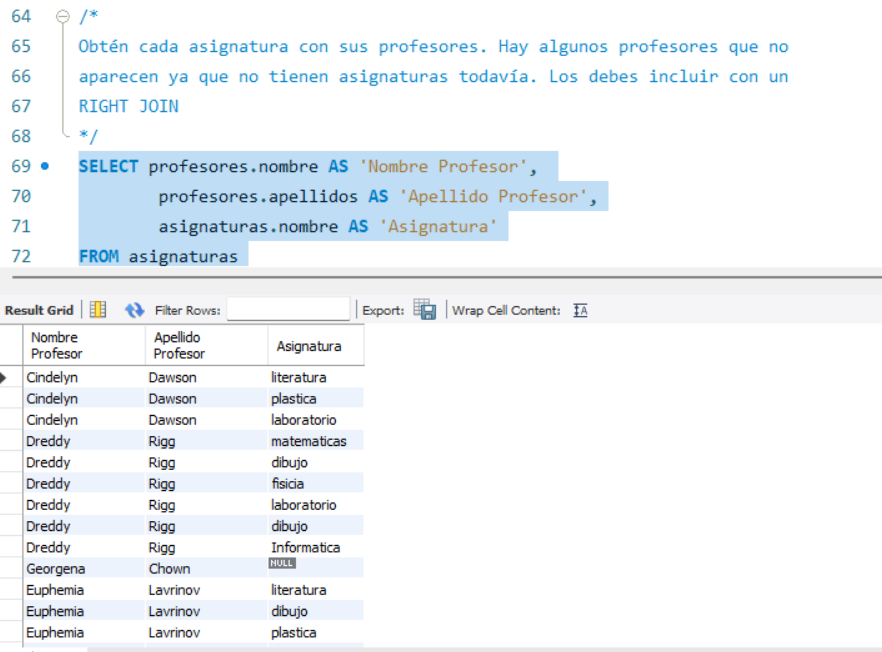 64 /*
65 Obtén cada asignatura con sus profesores. Hay algunos profesores que no
66 aparecen ya que no tienen asignaturas todavía. Los debes incluir con un
67 RIGHT JOIN
68 */
69 SELECT profesores.nombre AS 'Nombre Profesor',
70 profesores.apellidos AS 'Apellido Profesor',
71 asignaturas.nombre AS 'Asignatura'
72 FROM asignaturas
Result Grid Filter Rows: Export: Wrap Cell Content: IA
Nombre Profesor Apellido Profesor Asignatura
Cindelyn Dawson literatura
Cindelyn Dawson plastica
Cindelyn Dawson laboratorio
Dreddy Rigg matematicas
Dreddy Rigg dibujo
Dreddy Rigg fisicia
Dreddy Rigg laboratorio
Dreddy Rigg dibujo
Dreddy Rigg Informatica
Georgena Chown NULL
Euphemia Lavrinov literatura
Euphemia Lavrinov dibujo
Euphemia Lavrinov plastica